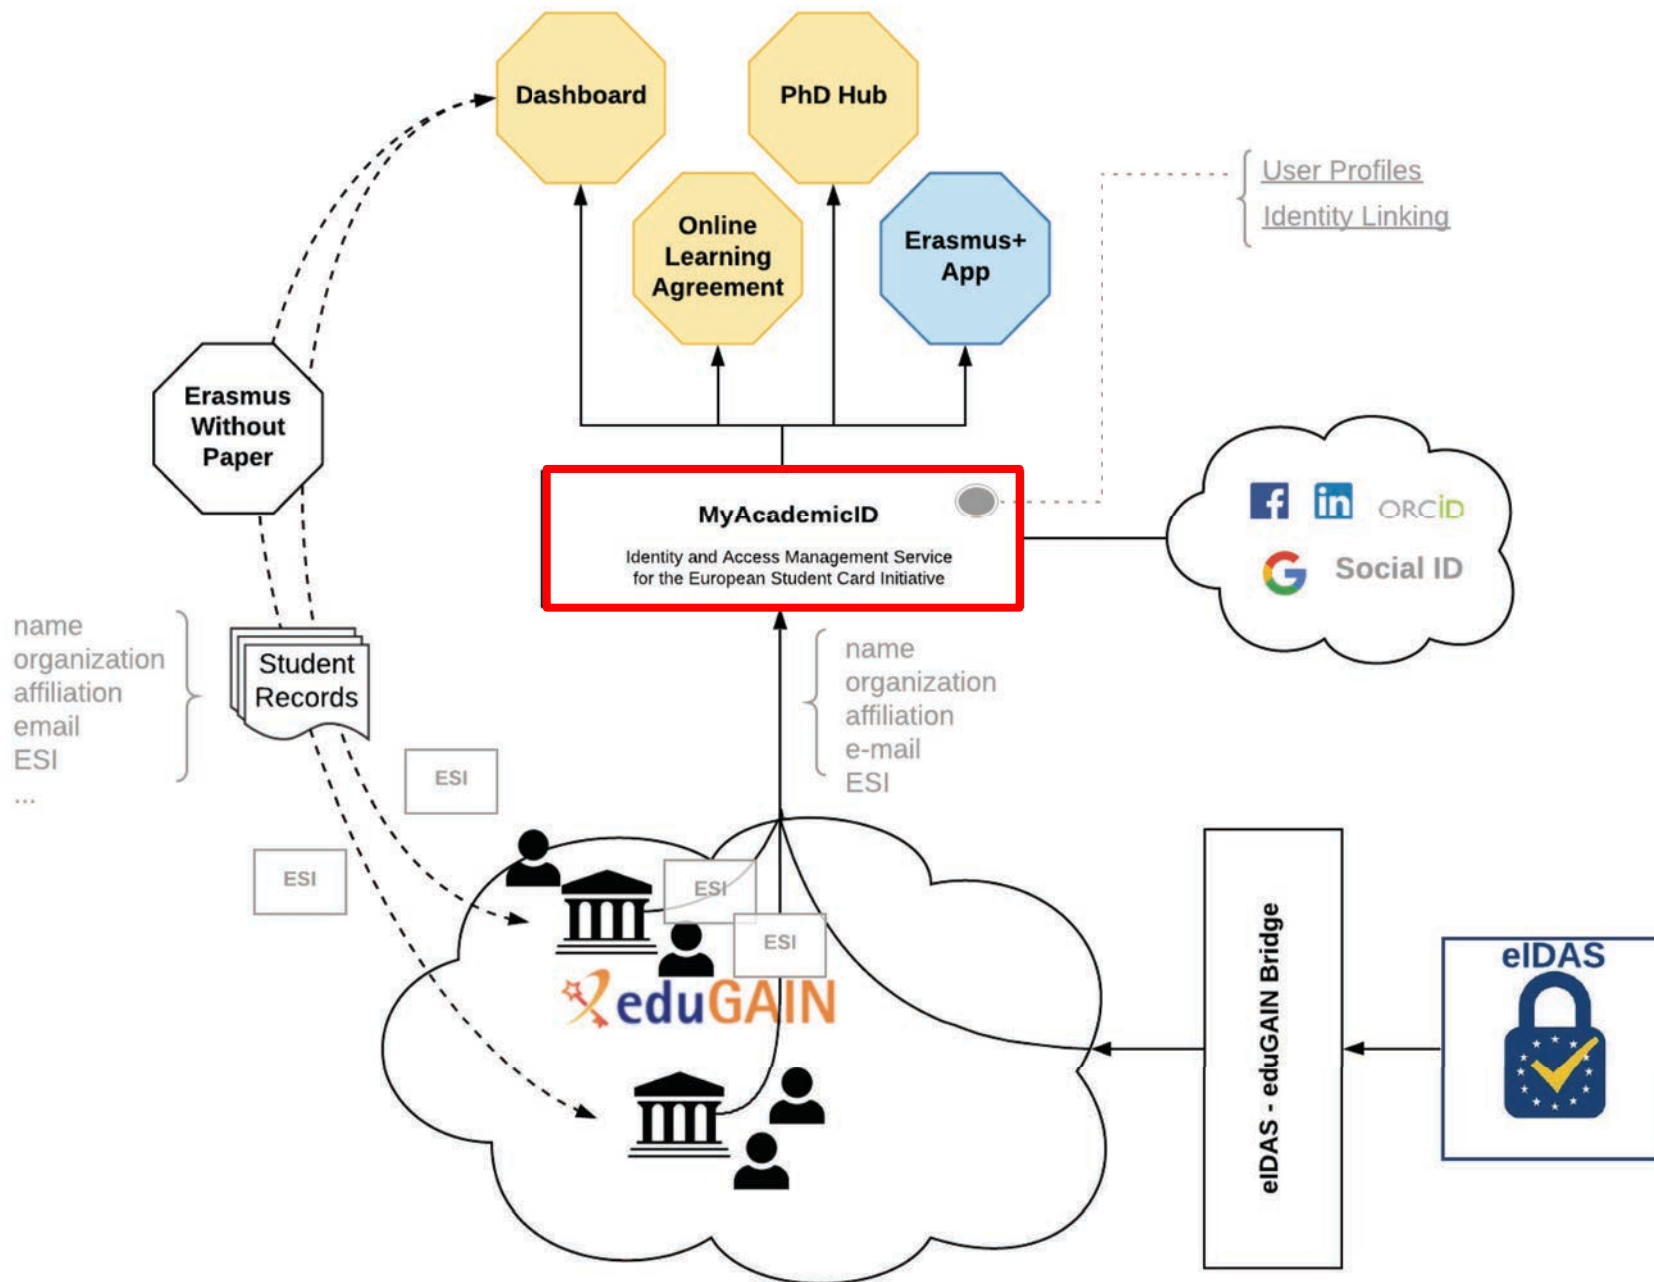 Dashboard
PhD Hub
Online
Learning
Agreement
Erasmus+
App
User Profiles
Identity Linking
Erasmus
Without
Paper
MyAcademicID
Identity and Access Management Service
for the European Student Card Initiative
in
ORCiD
Social ID
name
organization
affiliation
email
ESI
...
Student
Records
name
organization
affiliation
e-mail
ESI
ESI
ESI
ESI
ESI
eduGAIN
eIDAS - eduGAIN Bridge
eIDAS